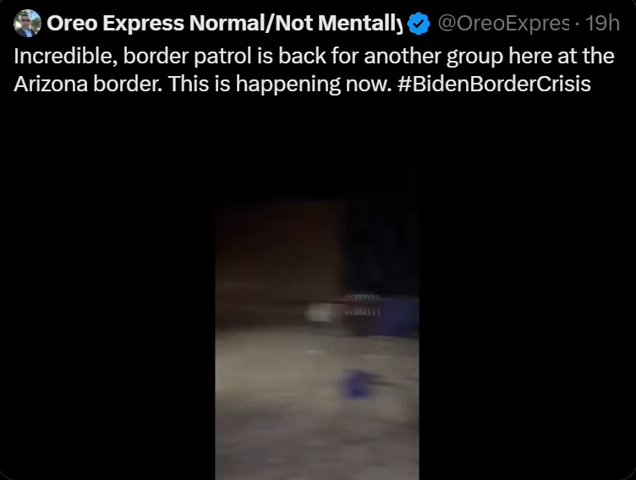 Oreo Express Normal/Not Mentally @OreoExpres · 19h
Incredible, border patrol is back for another group here at the
Arizona border. This is happening now. #BidenBorderCrisis